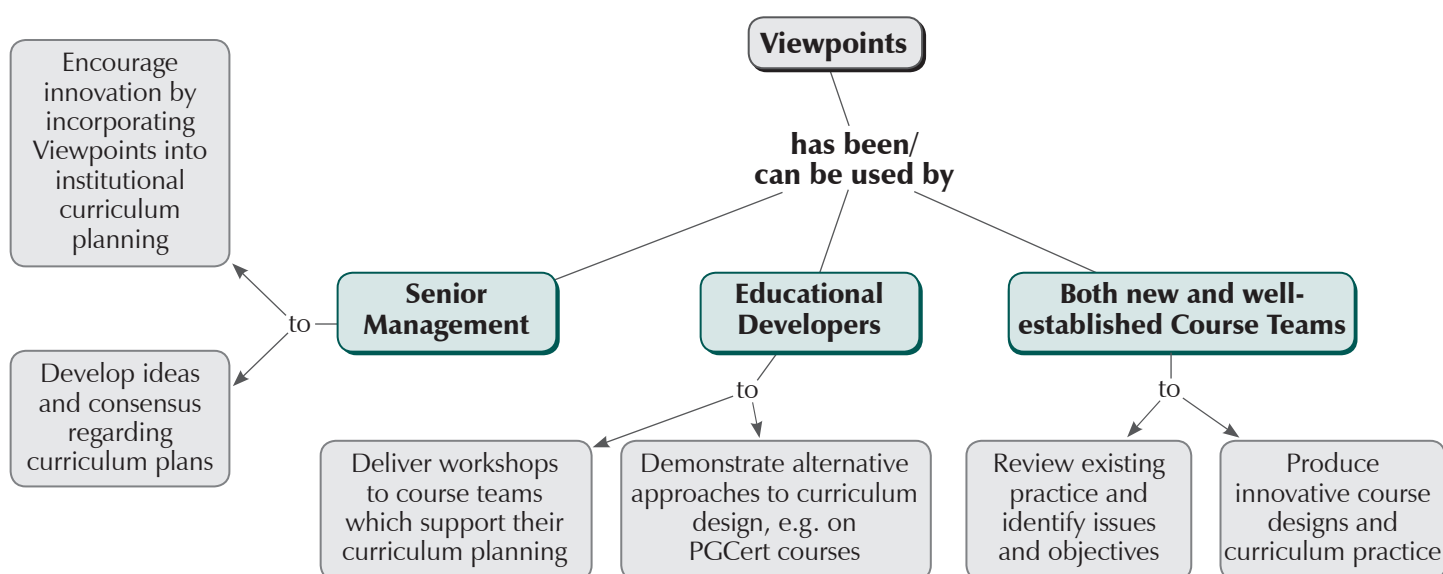 Viewpoints
has been/
can be used by
Senior
Management
to
Encourage
innovation by
incorporating
Viewpoints into
institutional
curriculum
planning
Develop ideas
and consensus
regarding
curriculum plans
Educational
Developers
to
Deliver workshops
to course teams
which support their
curriculum planning
Demonstrate alternative
approaches to curriculum
design, e.g. on
PGCert courses
Both new and well-
established Course Teams
to
Review existing
practice and
identify issues
and objectives
Produce
innovative course
designs and
curriculum practice